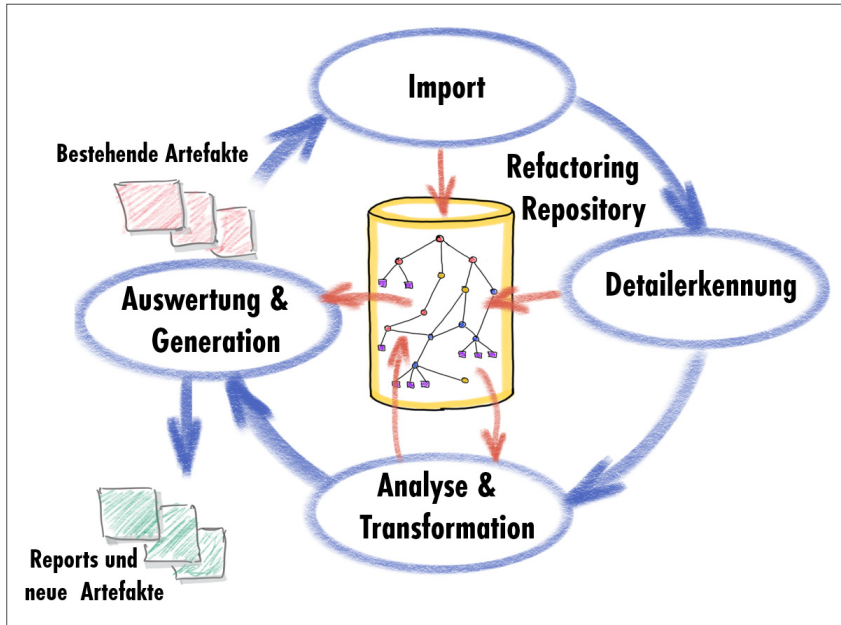 Import
Bestehende Artefakte
Refactoring
Repository
Detailerkennung
Auswertung &
Generation
Analyse &
Transformation
Reports und
neue Artefakte